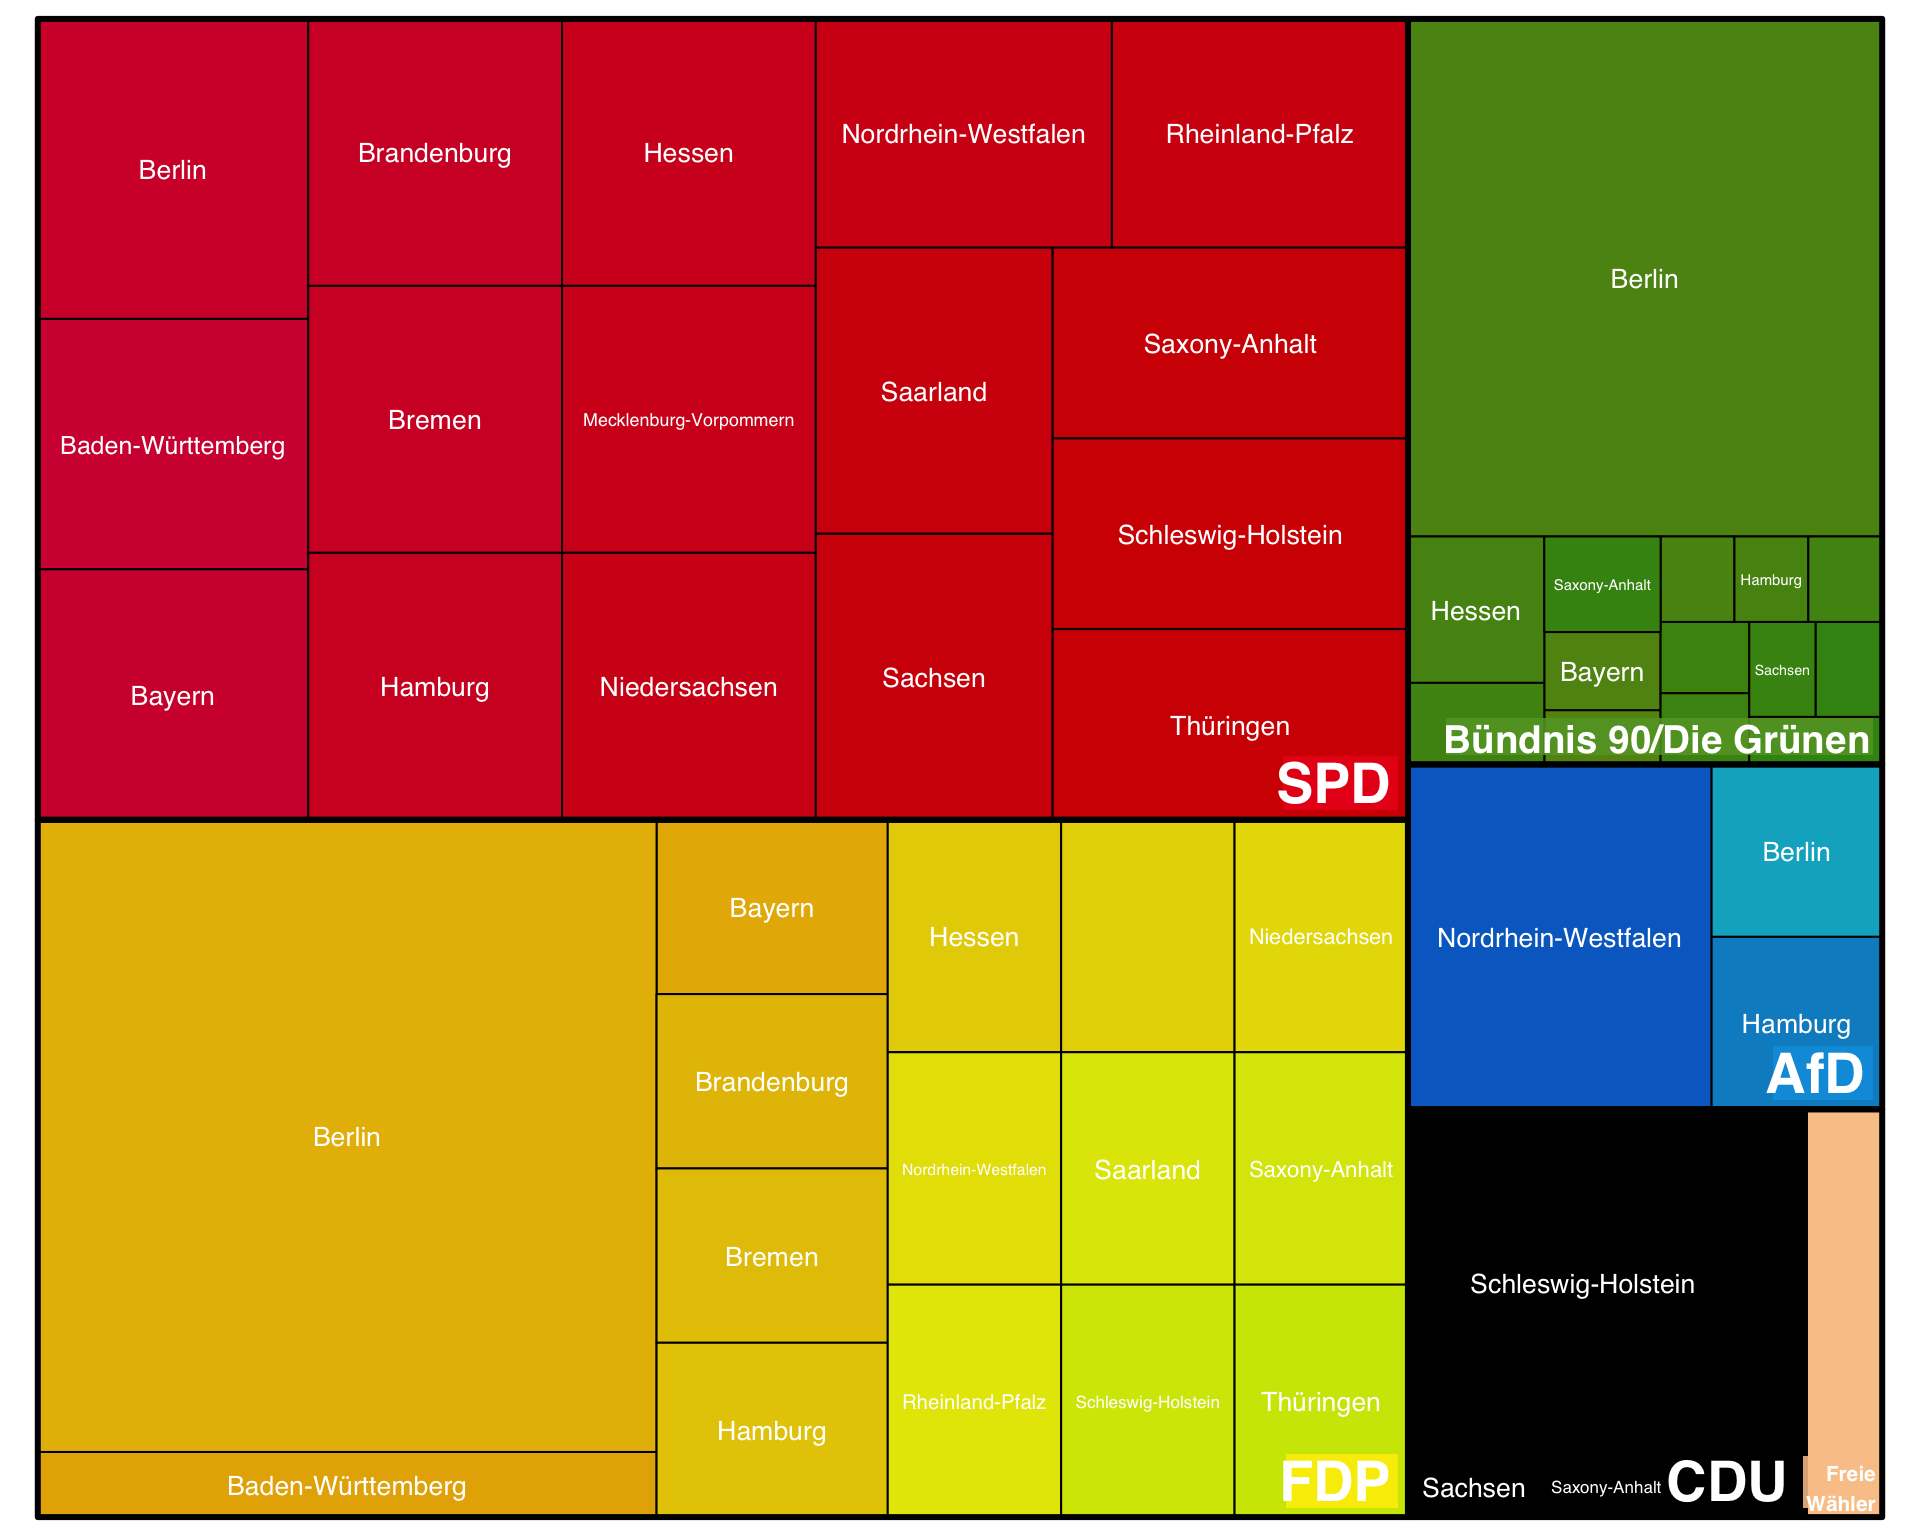 Berlin
Brandenburg
Hessen
Nordrhein-Westfalen
Rheinland-Pfalz
Baden-Württemberg
Bremen
Mecklenburg-Vorpommern
Saarland
Saxony-Anhalt
Schleswig-Holstein
Bayern
Hamburg
Niedersachsen
Sachsen
Thüringen
SPD
Berlin
Hessen
Saxony-Anhalt
Hamburg
Bayern
Sachsen
Bündnis 90/Die Grünen
Berlin
Baden-Württemberg
Bayern
Brandenburg
Bremen
Hamburg
Hessen
Niedersachsen
Nordrhein-Westfalen
Saarland
Saxony-Anhalt
Rheinland-Pfalz
Schleswig-Holstein
Thüringen
FDP
Nordrhein-Westfalen
Berlin
Hamburg
AfD
Schleswig-Holstein
Sachsen
Saxony-Anhalt
CDU
Freie
Wähler